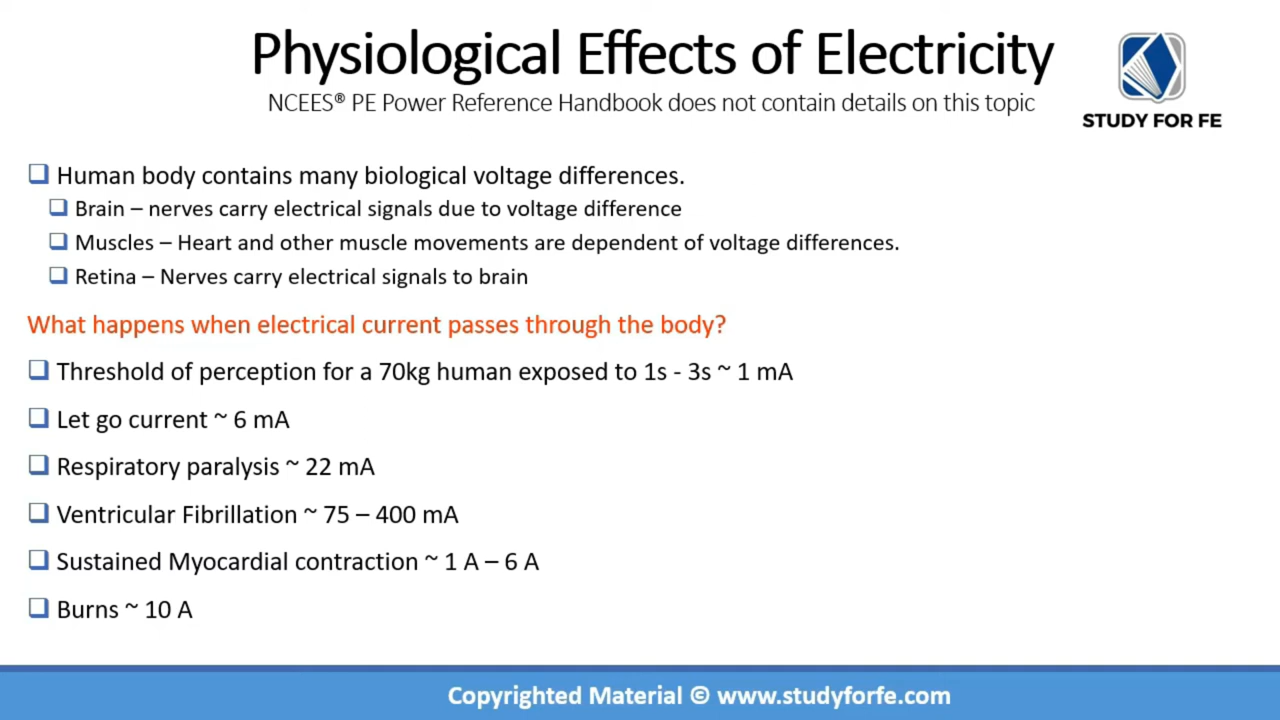 Physiological Effects of Electricity
NCEES® PE Power Reference Handbook does not contain details on this topic
STUDY FOR FE
Human body contains many biological voltage differences.
Brain – nerves carry electrical signals due to voltage difference
Muscles – Heart and other muscle movements are dependent of voltage differences.
Retina – Nerves carry electrical signals to brain
What happens when electrical current passes through the body?
Threshold of perception for a 70kg human exposed to 1s - 3s ~ 1 mA
Let go current ~ 6 mA
Respiratory paralysis ~ 22 mA
Ventricular Fibrillation ~ 75 – 400 mA
Sustained Myocardial contraction ~ 1 A – 6 A
Burns ~ 10 A
Copyrighted Material © www.studyforfe.com